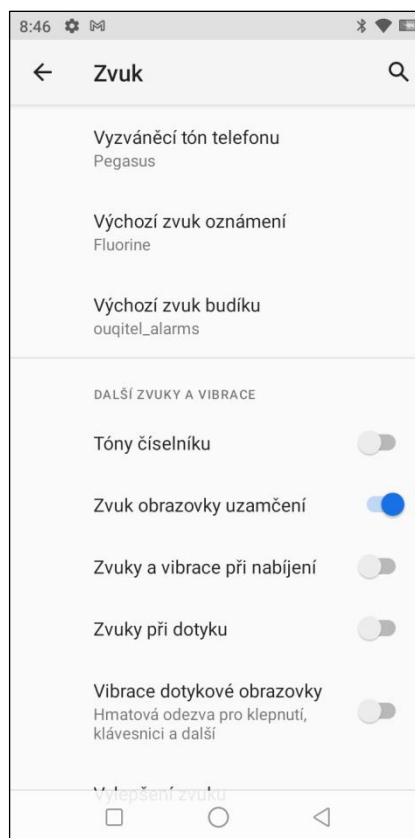 8:46
Zvuk
Vyzváněcí tón telefonu
Pegasus
Výchozí zvuk oznámení
Fluorine
Výchozí zvuk budíku
ouqitel_alarms
DALŠÍ ZVUKY A VIBRACE
Tóny číselníku
Zvuk obrazovky uzamčení
Zvuky a vibrace při nabíjení
Zvuky při dotyku
Vibrace dotykové obrazovky
Hmatová odezva pro klepnutí,
klávesnici a další
Vylepšení zvuku